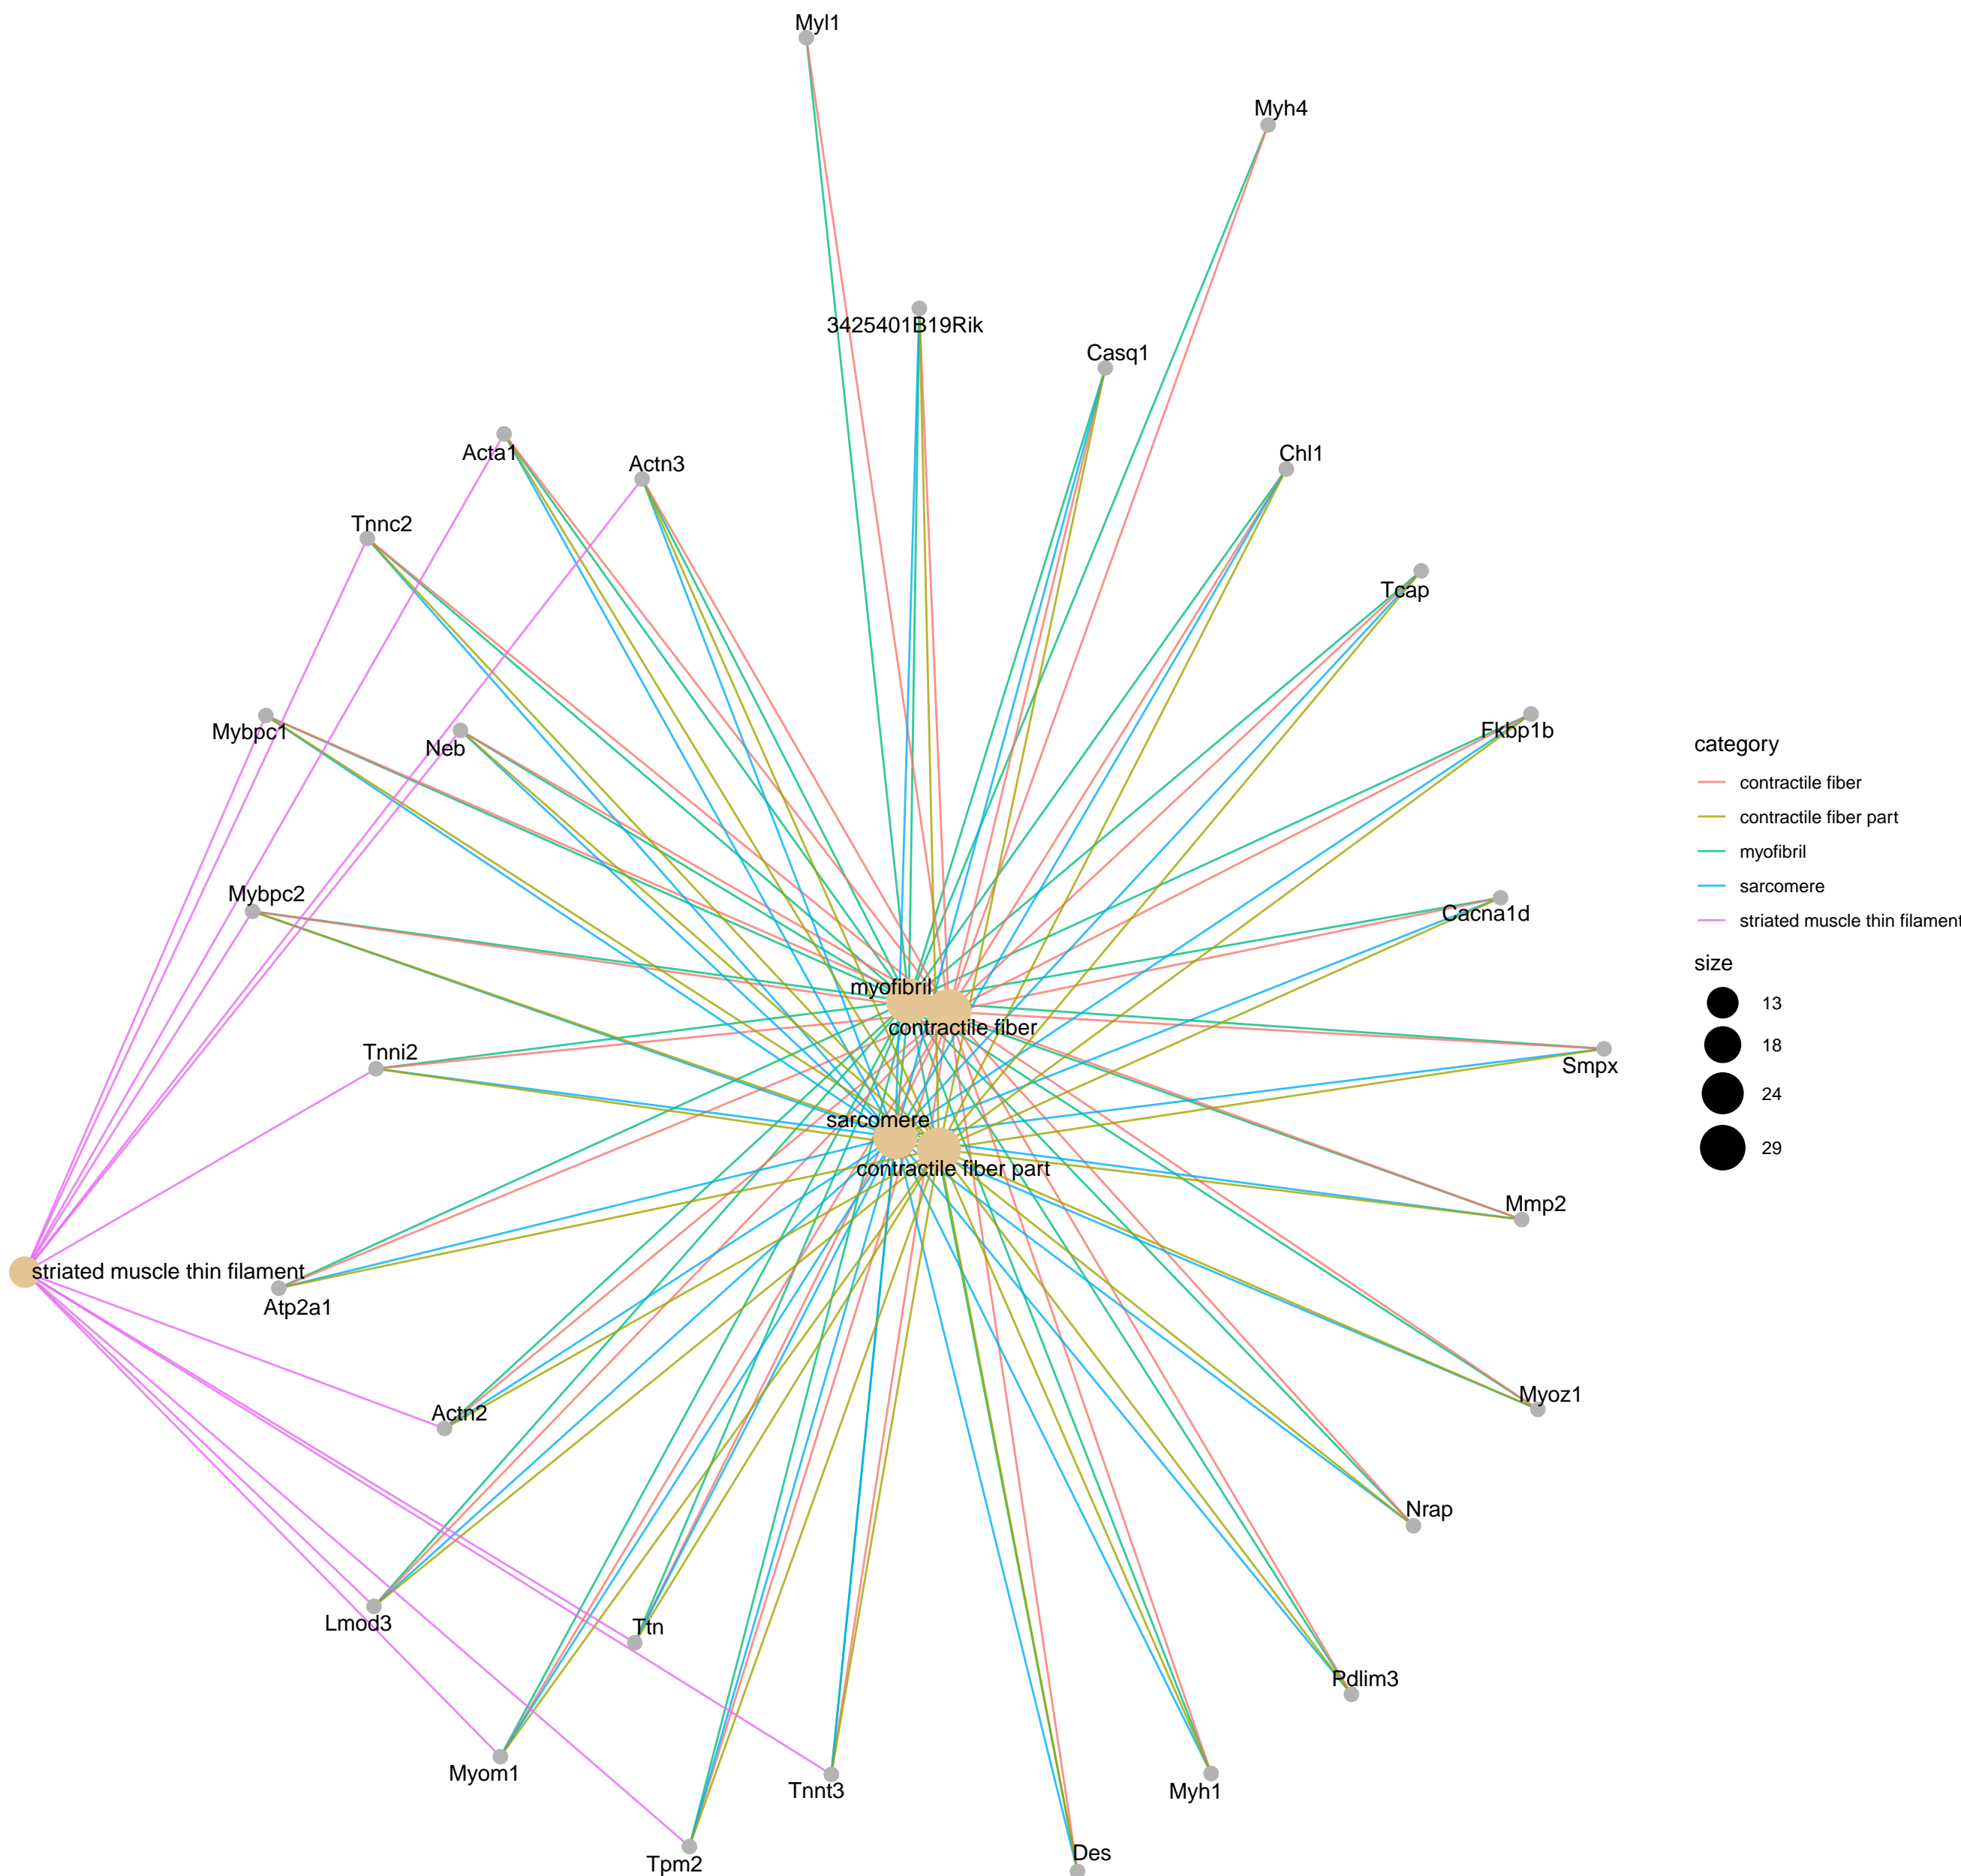 Myl1
Myh4
3425401B19Rik
Casq1
Acta1
Actn3
Chl1
Tnnc2
Tcap
Mybpc1
Neb
Fkbp1b
category
contractile fiber
contractile fiber part
myofibril
sarcomere
striated muscle thin filament
Mybpc2
Cacna1d
size
13
18
24
29
myofibril
contractile fiber
Tnni2
Smpx
sarcomere
contractile fiber part
Mmp2
striated muscle thin filament
Atp2a1
Myoz1
Actn2
Nrap
Lmod3
Ttn
Pdlim3
Myom1
Tnnt3
Myh1
Tpm2
Des